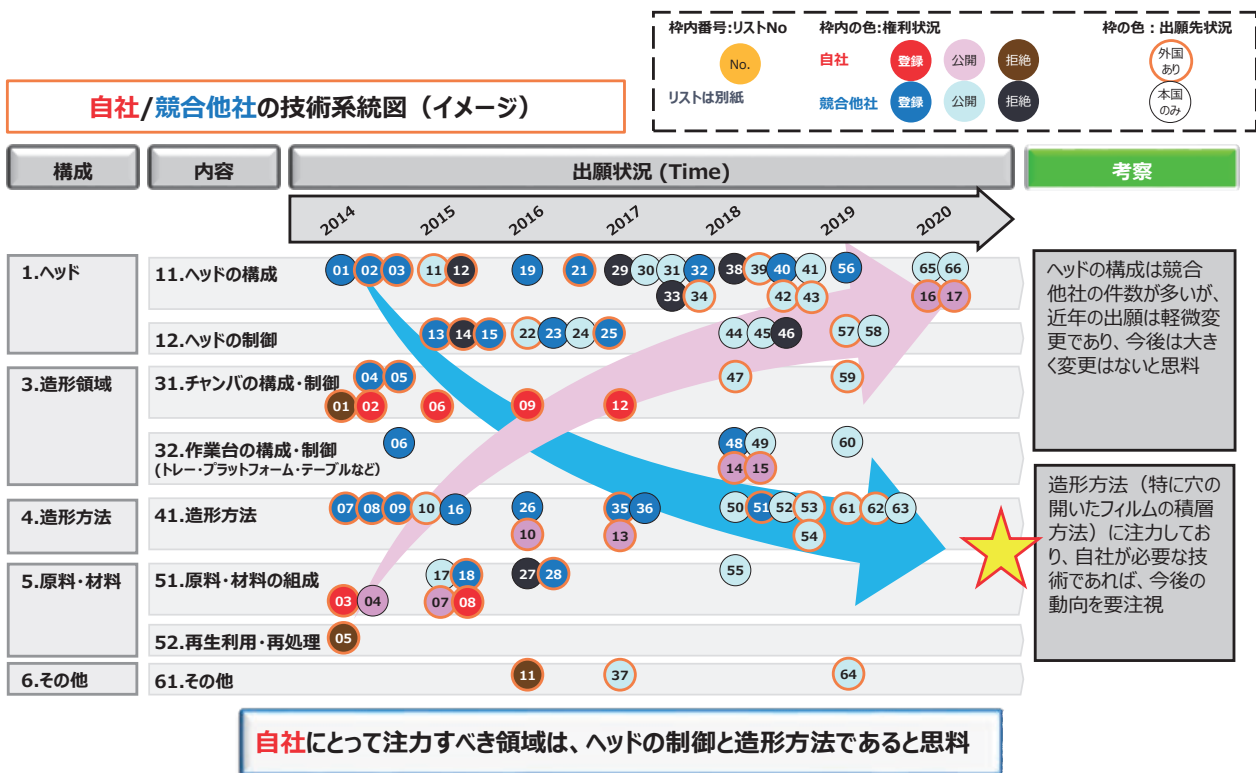 枠内番号:リストNo
枠内の色:権利状況
枠の色：出願先状況
No.
自社
登録
公開
拒絶
外国
あり
リストは別紙
競合他社
登録
公開
拒絶
本国
のみ
自社/競合他社の技術系統図（イメージ）
構成
内容
出願状況 (Time)
考察
2014
2015
2016
2017
2018
2019
2020
1.ヘッド
11.ヘッドの構成
01 02 03 11 12 19 21 29 30 31 32 38 39 40 41 56 65 66
33 34 42 43 16 17
12.ヘッドの制御
13 14 15 22 23 24 25 44 45 46 57 58
3.造形領域
31.チャンバの構成・制御
04 05 47 59
01 02 06 09 12
32.作業台の構成・制御
(トレー・プラットフォーム・テーブルなど)
06 48 49 60
14 15
4.造形方法
41.造形方法
07 08 09 10 16 26 35 36 50 51 52 53 61 62 63
10 13 54
5.原料・材料
51.原料・材料の組成
17 18 27 28 55
03 04 07 08
52.再生利用・再処理
05
6.その他
61.その他
11 37 64
ヘッドの構成は競合
他社の件数が多いが、
近年の出願は軽微変
更であり、今後は大き
く変更はないと思料
造形方法（特に穴の
開いたフィルムの積層
方法）に注力してお
り、自社が必要な技
術であれば、今後の
動向を要注視
自社にとって注力すべき領域は、ヘッドの制御と造形方法であると思料